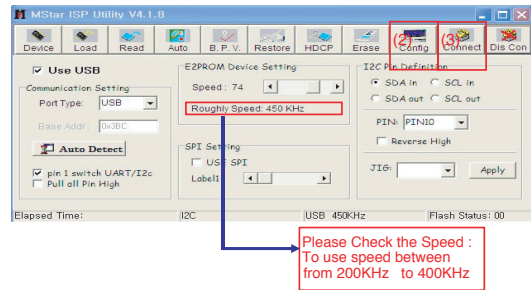 MStar ISP Utility V4.1.8
Device Load Read Auto B. P. V. Restore HDCP Erase Config Connect Dis Con
(2) (3)
Use USB
Communication Setting
Port Type: USB
Base Addr: 0x3BC
Auto Detect
pin 1 switch UART/I2c
Pull all Pin High
E2PROM Device Setting
Speed: 74
Roughly Speed: 450 KHz
SPI Setting
USE SPI
Label1
I2C Pin Definition
SDA in SCL in
SDA out SCL out
PIN: PIN10
Reverse High
JIG: Apply
Elapsed Time: I2C USB 450KHz Flash Status: 00
Please Check the Speed :
To use speed between
from 200KHz to 400KHz